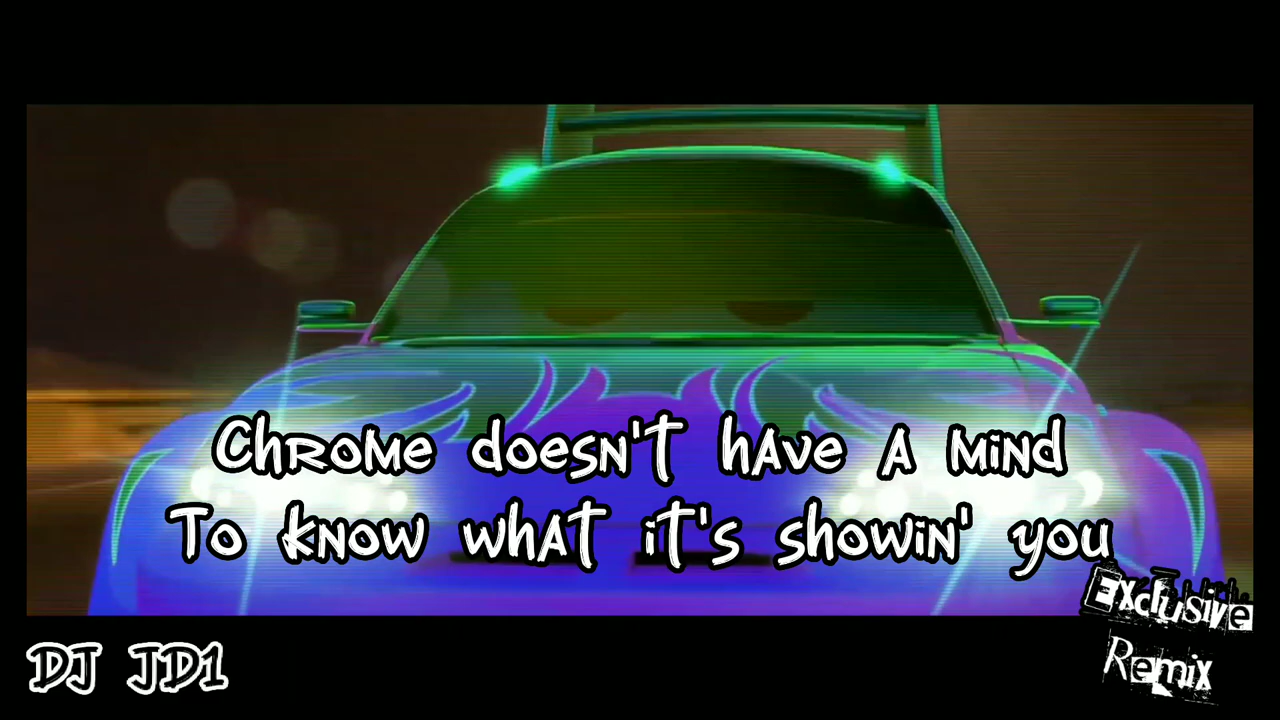 Chrome doesn't have a mind
To know what it's showin' you
Exclusive
Remix
DJ JD1